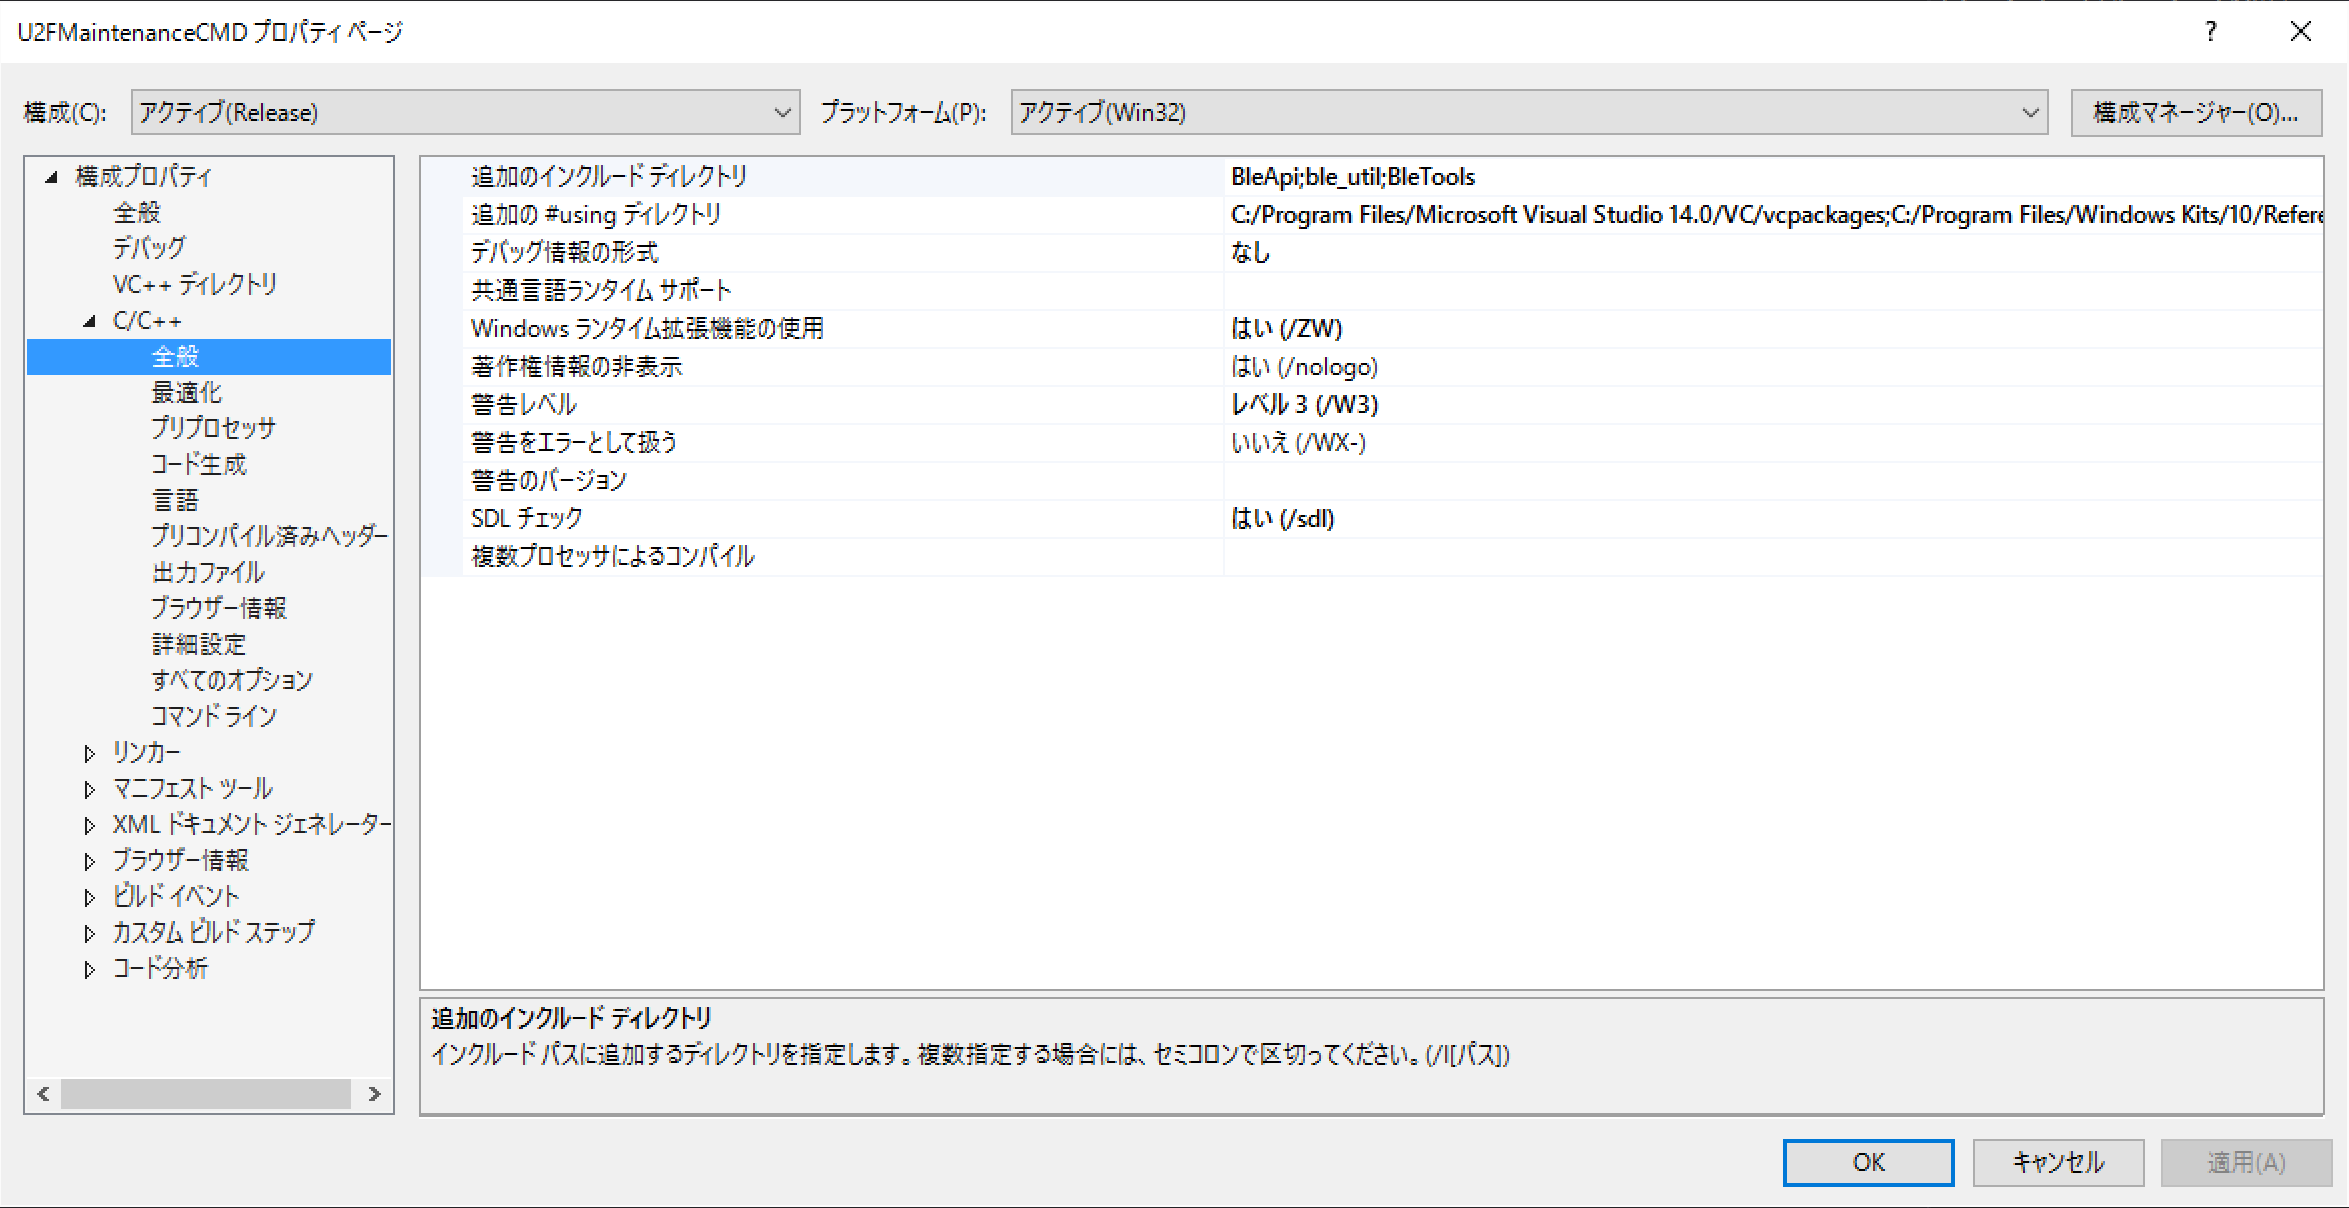 U2FMaintenanceCMD プロパティ ページ
?
構成(C):
アクティブ(Release)
プラットフォーム(P):
アクティブ(Win32)
構成マネージャー(O)...
構成プロパティ
全般
デバッグ
VC++ ディレクトリ
C/C++
全般
最適化
プリプロセッサ
コード生成
言語
プリコンパイル済みヘッダー
出力ファイル
ブラウザー情報
詳細設定
すべてのオプション
コマンド ライン
リンカー
マニフェスト ツール
XML ドキュメント ジェネレーター
ブラウザー情報
ビルド イベント
カスタム ビルド ステップ
コード分析
追加のインクルード ディレクトリ BleApi;ble_util;BleTools
追加の #using ディレクトリ C:/Program Files/Microsoft Visual Studio 14.0/VC/vcpackages;C:/Program Files/Windows Kits/10/Refere
デバッグ情報の形式 なし
共通言語ランタイム サポート
Windows ランタイム拡張機能の使用 はい (/ZW)
著作権情報の非表示 はい (/nologo)
警告レベル レベル 3 (/W3)
警告をエラーとして扱う いいえ (/WX-)
警告のバージョン
SDL チェック はい (/sdl)
複数プロセッサによるコンパイル
追加のインクルード ディレクトリ
インクルード パスに追加するディレクトリを指定します。複数指定する場合には、セミコロンで区切ってください。(/I[パス])
OK
キャンセル
適用(A)